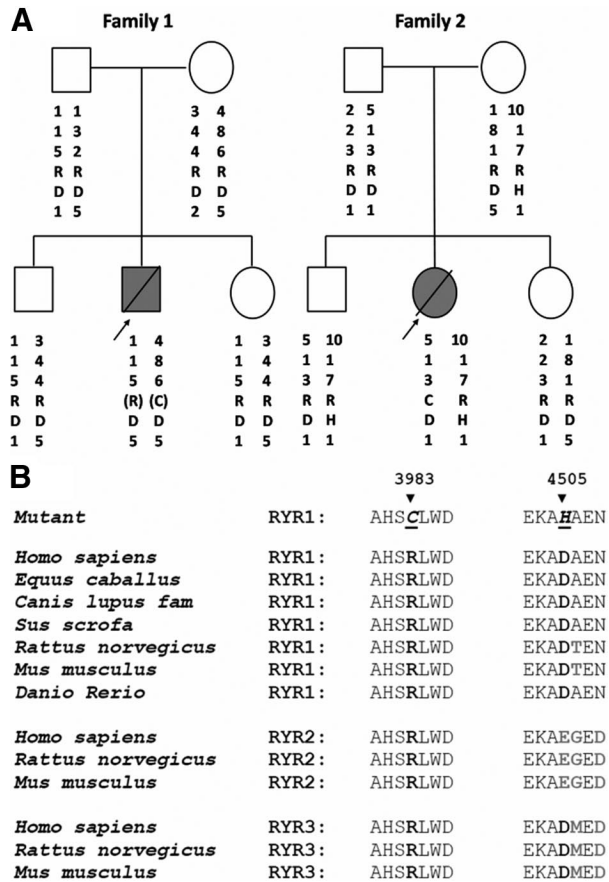 A
Family 1 Family 2
1 1 3 4 2 5 1 10
1 3 4 8 2 1 8 1
5 2 4 6 3 3 1 7
R R R R R R R R
D D D D D D D H
1 5 2 5 1 1 5 1
1 3 1 4 1 3 5 10 5 10 2 1
1 4 1 8 1 4 1 1 1 1 2 8
5 4 5 6 5 4 3 7 3 7 3 1
R R (R) (C) R R R R C R R R
D D D D D D D H D H D D
1 5 5 5 1 5 1 1 1 1 1 5
B
3983 4505
Mutant RYR1: AHSCLWD EKAHAEN
Homo sapiens RYR1: AHSRLWD EKADAEN
Equus caballus RYR1: AHSRLWD EKADAEN
Canis lupus fam RYR1: AHSRLWD EKADAEN
Sus scrofa RYR1: AHSRLWD EKADAEN
Rattus norvegicus RYR1: AHSRLWD EKADTEN
Mus musculus RYR1: AHSRLWD EKADTEN
Danio Rerio RYR1: AHSRLWD EKADAEN
Homo sapiens RYR2: AHSRLWD EKAEGED
Rattus norvegicus RYR2: AHSRLWD EKAEGED
Mus musculus RYR2: AHSRLWD EKAEGED
Homo sapiens RYR3: AHSRLWD EKADMED
Rattus norvegicus RYR3: AHSRLWD EKADMED
Mus musculus RYR3: AHSRLWD EKADMED